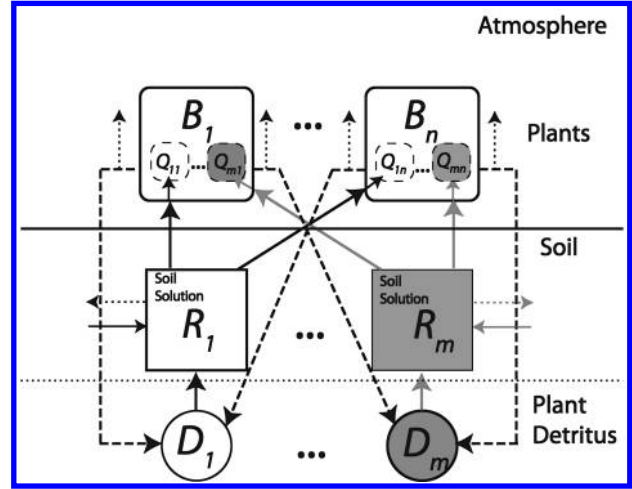 Atmosphere
B1
...
Bn
Plants
Q11
...
Qm1
Q1n
...
Qmn
Soil
Soil
Solution
R1
...
Soil
Solution
Rm
Plant
Detritus
D1
...
Dm